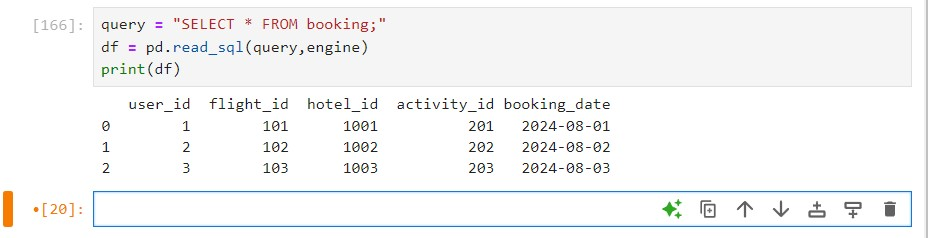 [166]: query = "SELECT * FROM booking;"
df = pd.read_sql(query,engine)
print(df)
user_id flight_id hotel_id activity_id booking_date
0 1 101 1001 201 2024-08-01
1 2 102 1002 202 2024-08-02
2 3 103 1003 203 2024-08-03
•[20]: